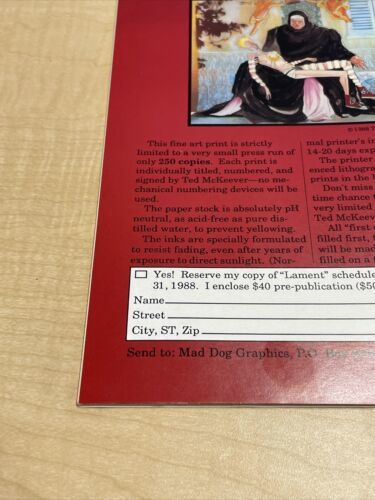 © 1988 T
This fine art print is strictly
limited to a very small press run of
only 250 copies. Each print is
individually titled, numbered, and
signed by Ted McKeever—no me-
chanical numbering devices will be
used.
The paper stock is absolutely pH
neutral, as acid-free as pure dis-
tilled water, to prevent yellowing.
The inks are specially formulated
to resist fading, even after years of
exposure to direct sunlight. (Nor-
mal printer's i
14-20 days exp
The printer
enced lithograp
prints in the
Don't miss
time chance t
very limited
Ted McKeev
All "first
filled first,
will be mad
filled on a f
Yes! Reserve my copy of "Lament" schedule
31, 1988. I enclose $40 pre-publication ($50
Name
Street
City, ST, Zip
Send to: Mad Dog Graphics, P.O. Box